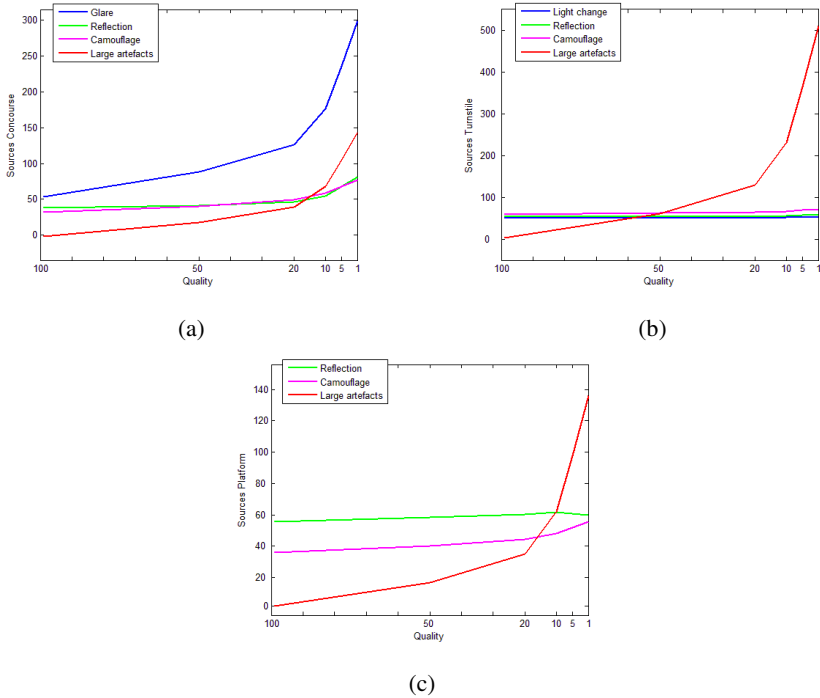 Glare
Reflection
Camouflage
Large artefacts
300
250
200
150
100
50
0
Sources Concourse
100 50 20 10 5 1
Quality
(a)
Light change
Reflection
Camouflage
Large artefacts
500
400
300
200
100
0
Sources Turnstile
100 50 20 10 5 1
Quality
(b)
Reflection
Camouflage
Large artefacts
140
120
100
80
60
40
20
0
Sources Platform
100 50 20 10 5 1
Quality
(c)